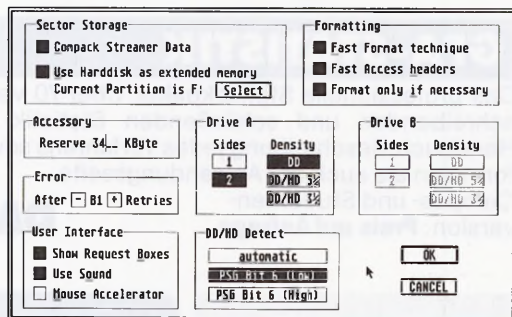 Sector Storage
Compack Streamer Data
Use Harddisk as extended memory
Current Partition is F: Select
Formatting
Fast Format technique
Fast Access headers
Format only if necessary
Accessory
Reserve 34__ KByte
Error
After - 81 + Retries
Drive A
Sides Density
1 DD
2 DD/HD 5¼
DD/HD 3½
Drive B
Sides Density
1 DD
2 DD/HD 5¼
DD/HD 3½
User Interface
Show Request Boxes
Use Sound
Mouse Accelerator
DD/HD Detect
automatic
PSG Bit 6 (Low)
PSG Bit 6 (High)
OK
CANCEL